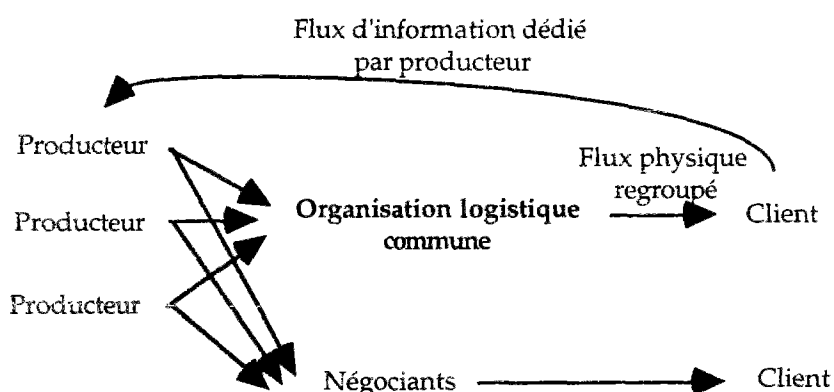 Flux d'information dédié
par producteur
Producteur
Flux physique
regroupé
Organisation logistique
commune
Client
Producteur
Producteur
Négociants
Client